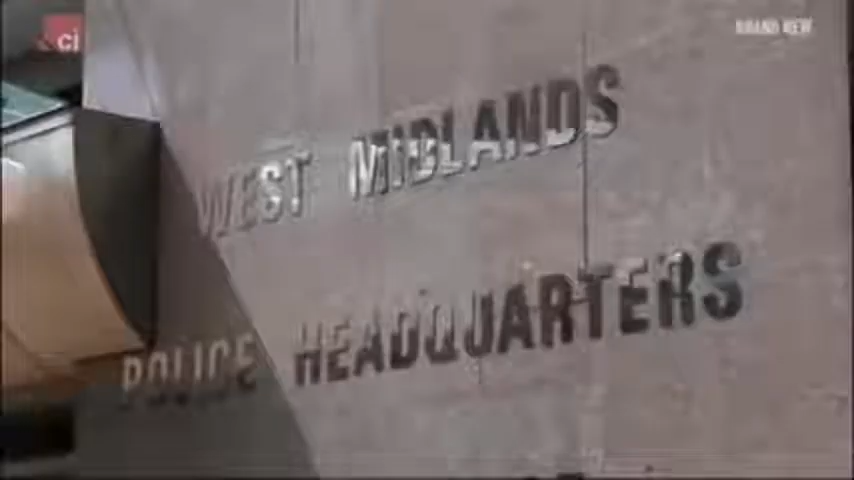 ci
BRAND NEW
WEST MIDLANDS
POLICE HEADQUARTERS